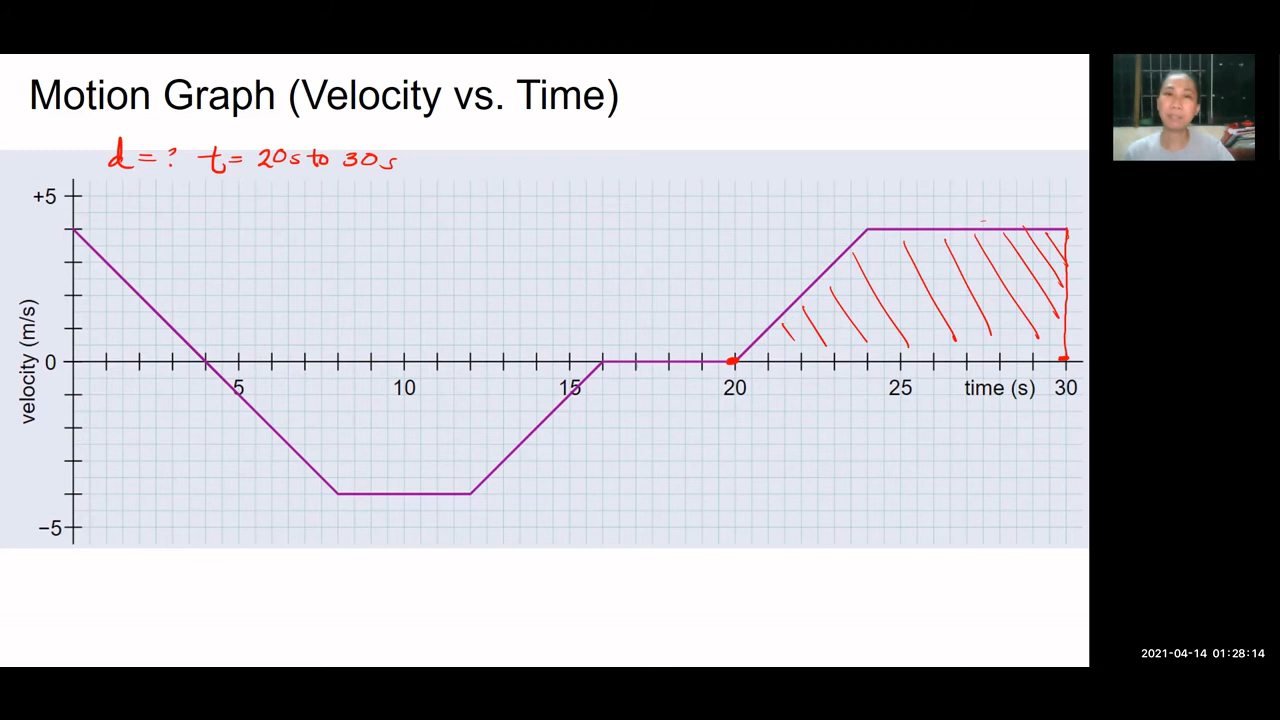 Motion Graph (Velocity vs. Time)
d = ? t = 20s to 30s
+5
0
−5
velocity (m/s)
5 10 15 20 25 time (s) 30
2021-04-14 01:28:14